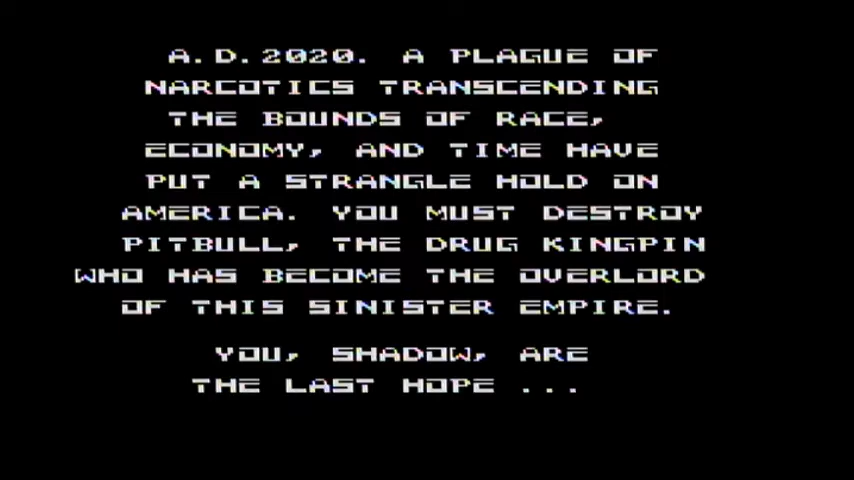 A.D.2020. A PLAGUE OF
NARCOTICS TRANSCENDING
THE BOUNDS OF RACE,
ECONOMY, AND TIME HAVE
PUT A STRANGLE HOLD ON
AMERICA. YOU MUST DESTROY
PITBULL, THE DRUG KINGPIN
WHO HAS BECOME THE OVERLORD
OF THIS SINISTER EMPIRE.
YOU, SHADOW, ARE
THE LAST HOPE ...